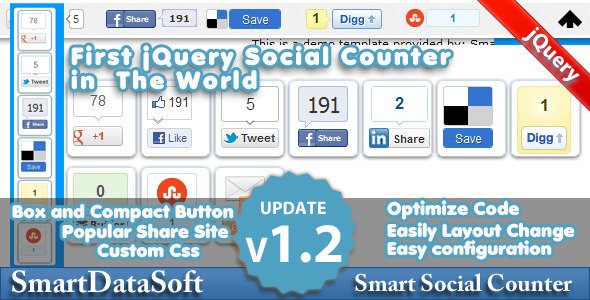 5
Share
191
Save
1
Digg
1
jQuery
This is a demo template provided by: Sma
First jQuery Social Counter
in The World
78
+1
5
Tweet
191
Share
Save
1
78
+1
191
Like
5
Tweet
191
Share
2
Share
Save
1
Digg
0
1
Box and Compact Button
Popular Share Site
Custom Css
UPDATE
v1.2
Optimize Code
Easily Layout Change
Easy configuration
SmartDataSoft
Smart Social Counter